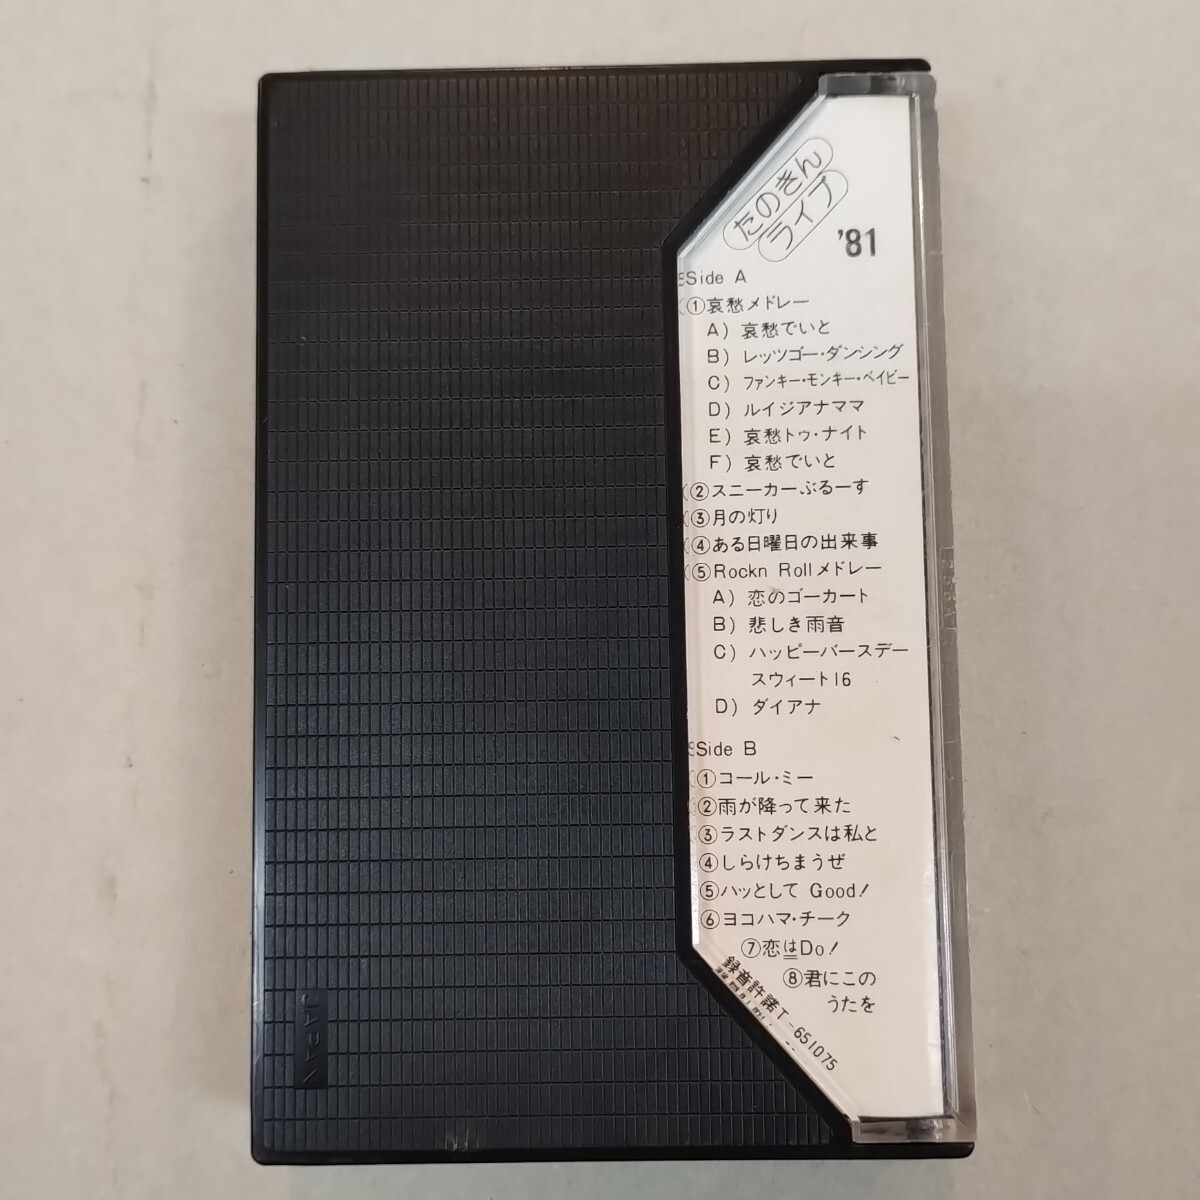 たのきん
ライブ
'81
Side A
①哀愁メドレー
A) 哀愁でいと
B) レッツゴー・ダンシング
C) ファンキー・モンキー・ベイビー
D) ルイジアナママ
E) 哀愁トゥ・ナイト
F) 哀愁でいと
②スニーカーぶるーす
③月の灯り
④ある日曜日の出来事
⑤Rockn Rollメドレー
A) 恋のゴーカート
B) 悲しき雨音
C) ハッピーバースデー
スウィート16
D) ダイアナ
Side B
①コール・ミー
②雨が降って来た
③ラストダンスは私と
④しらけちまうぜ
⑤ハッとして Good!
⑥ヨコハマ・チーク
⑦恋はDo!
⑧君にこの
うたを
録音許諾T-651075
JAPAN